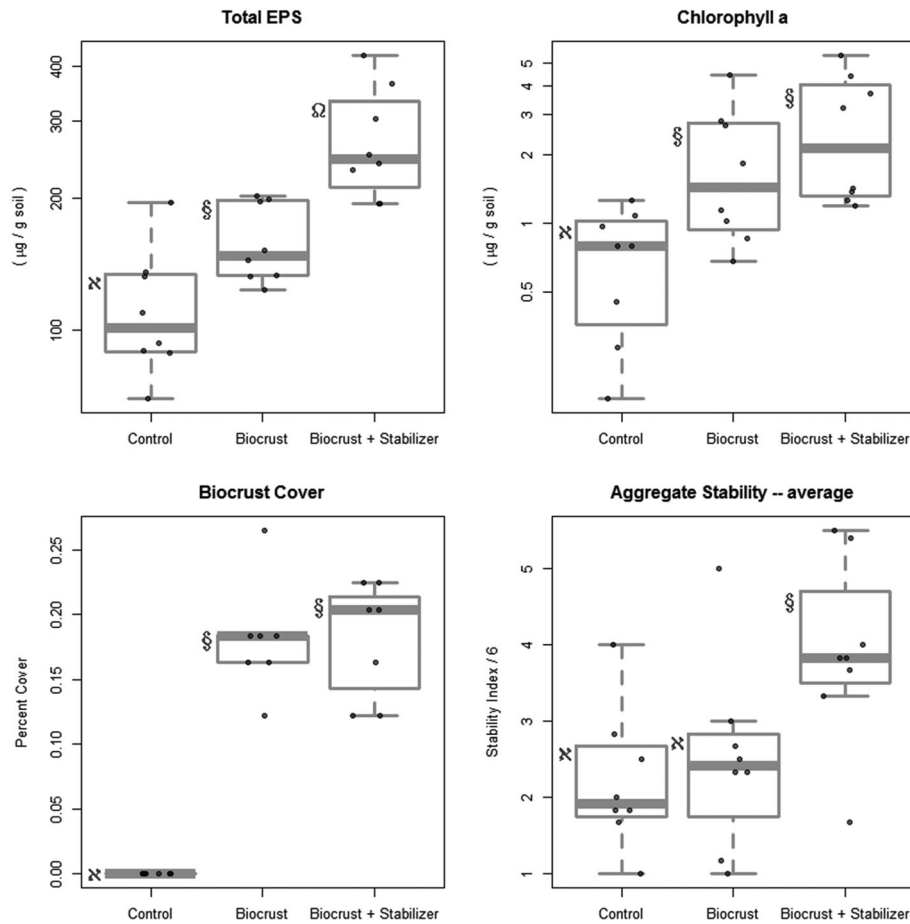 Total EPS
400
300
200
100
( µg / g soil )
ℵ
§
Ω
Control Biocrust Biocrust + Stabilizer
Chlorophyll a
5
4
3
2
1
0.5
( µg / g soil )
ℵ
§
§
Control Biocrust Biocrust + Stabilizer
Biocrust Cover
0.25
0.20
0.15
0.10
0.05
0.00
Percent Cover
ℵ
§
§
Control Biocrust Biocrust + Stabilizer
Aggregate Stability -- average
5
4
3
2
1
Stability Index / 6
ℵ
ℵ
§
Control Biocrust Biocrust + Stabilizer